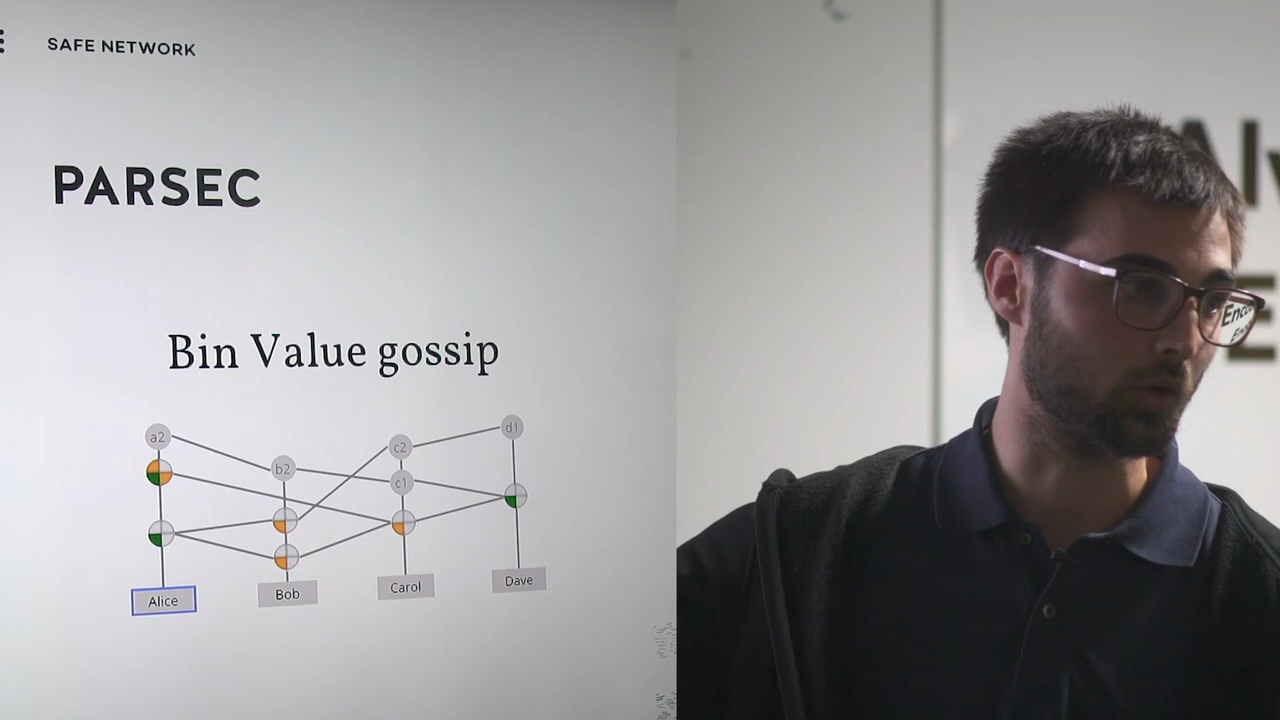 SAFE NETWORK
PARSEC
Bin Value gossip
a2
b2
c2
d1
c1
Alice
Bob
Carol
Dave